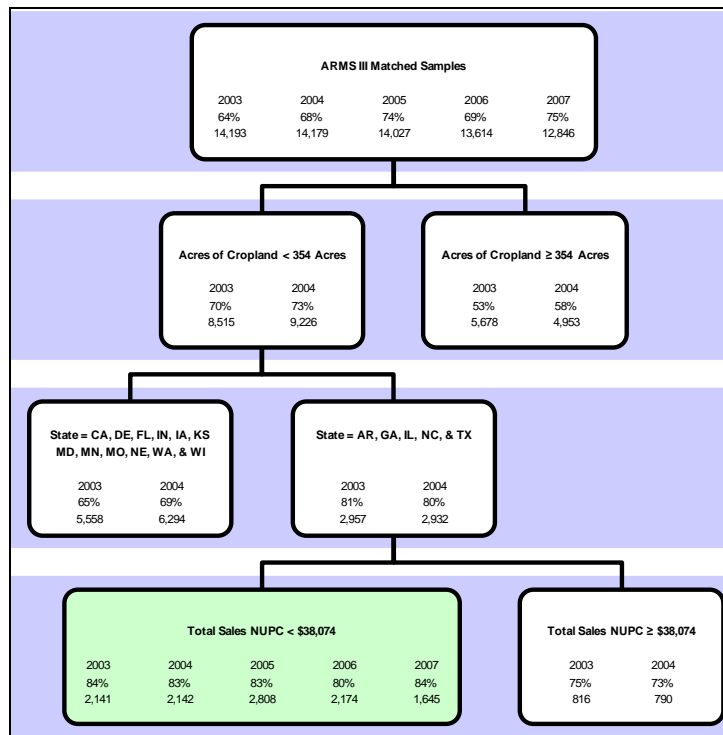 ARMS III Matched Samples
2003 2004 2005 2006 2007
64% 68% 74% 69% 75%
14,193 14,179 14,027 13,614 12,846
Acres of Cropland < 354 Acres
2003 2004
70% 73%
8,515 9,226
Acres of Cropland ≥ 354 Acres
2003 2004
53% 58%
5,678 4,953
State = CA, DE, FL, IN, IA, KS
MD, MN, MO, NE, WA, & WI
2003 2004
65% 69%
5,558 6,294
State = AR, GA, IL, NC, & TX
2003 2004
81% 80%
2,957 2,932
Total Sales NUPC < $38,074
2003 2004 2005 2006 2007
84% 83% 83% 80% 84%
2,141 2,142 2,808 2,174 1,645
Total Sales NUPC ≥ $38,074
2003 2004
75% 73%
816 790